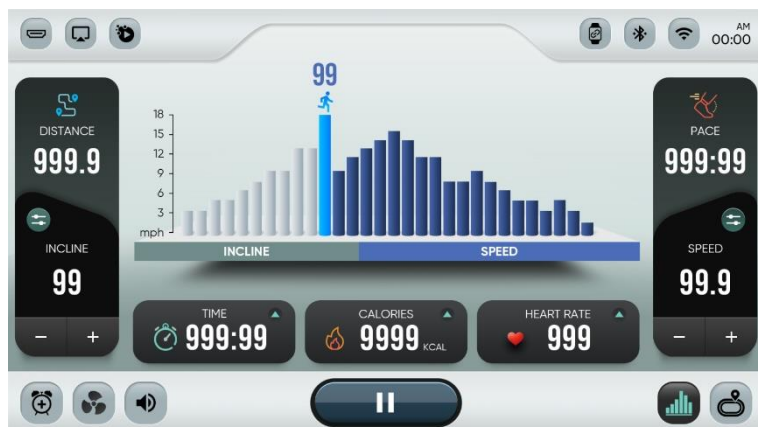 AM
00:00
DISTANCE
999.9
INCLINE
99
99
18
15
12
9
6
3
mph
INCLINE
SPEED
TIME
999:99
CALORIES
9999 KCAL
HEART RATE
999
PACE
999:99
SPEED
99.9